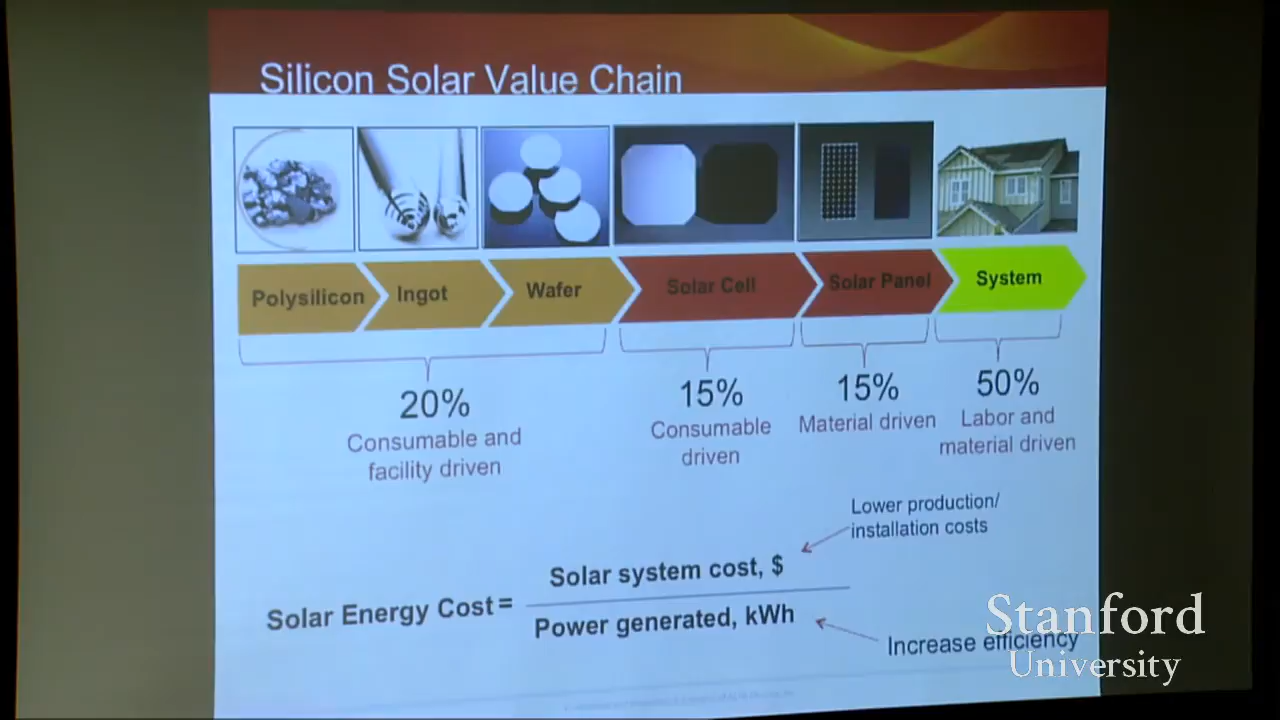 Silicon Solar Value Chain
Polysilicon
Ingot
Wafer
Solar Cell
Solar Panel
System
20%
Consumable and
facility driven
15%
Consumable
driven
15%
Material driven
50%
Labor and
material driven
Lower production/
installation costs
Solar Energy Cost =
Solar system cost, $
Power generated, kWh
Increase efficiency
Stanford
University